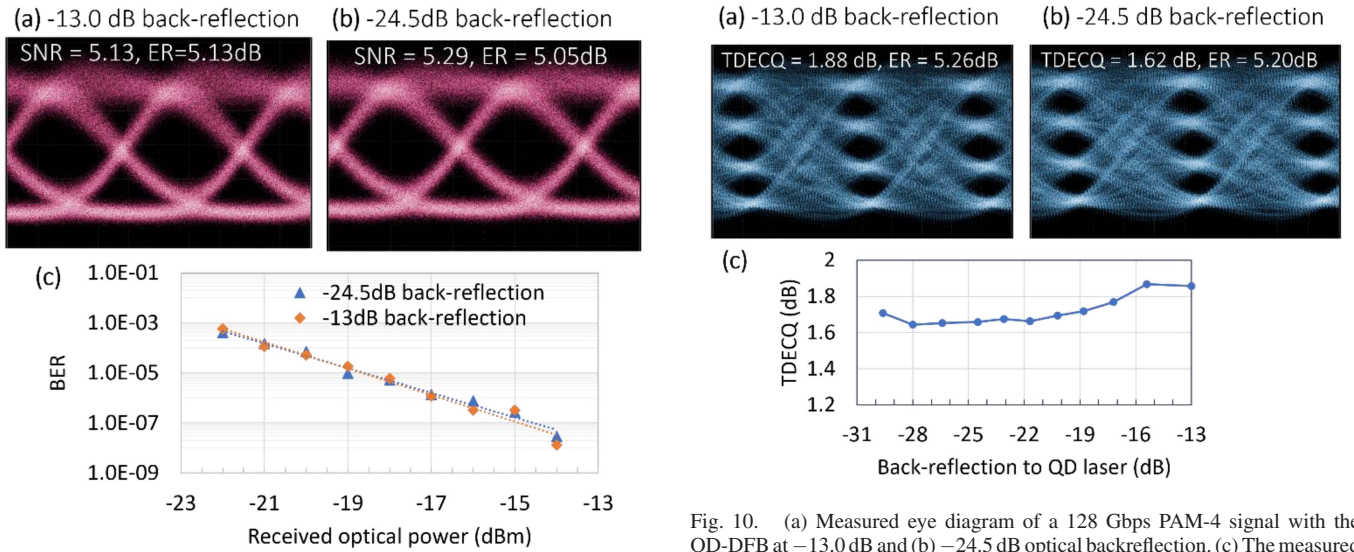 (a) -13.0 dB back-reflection
(b) -24.5dB back-reflection
SNR = 5.13, ER=5.13dB
SNR = 5.29, ER = 5.05dB
(c)
1.0E-01
1.0E-03
1.0E-05
1.0E-07
1.0E-09
BER
-24.5dB back-reflection
-13dB back-reflection
-23
-21
-19
-17
-15
-13
Received optical power (dBm)
(a) -13.0 dB back-reflection
(b) -24.5 dB back-reflection
TDECQ = 1.88 dB, ER = 5.26dB
TDECQ = 1.62 dB, ER = 5.20dB
(c)
2
1.8
1.6
1.4
1.2
TDECQ (dB)
-31
-28
-25
-22
-19
-16
-13
Back-reflection to QD laser (dB)
Fig. 10. (a) Measured eye diagram of a 128 Gbps PAM-4 signal with the
QD-DFB at −13.0 dB and (b) −24.5 dB optical backreflection. (c) The measured